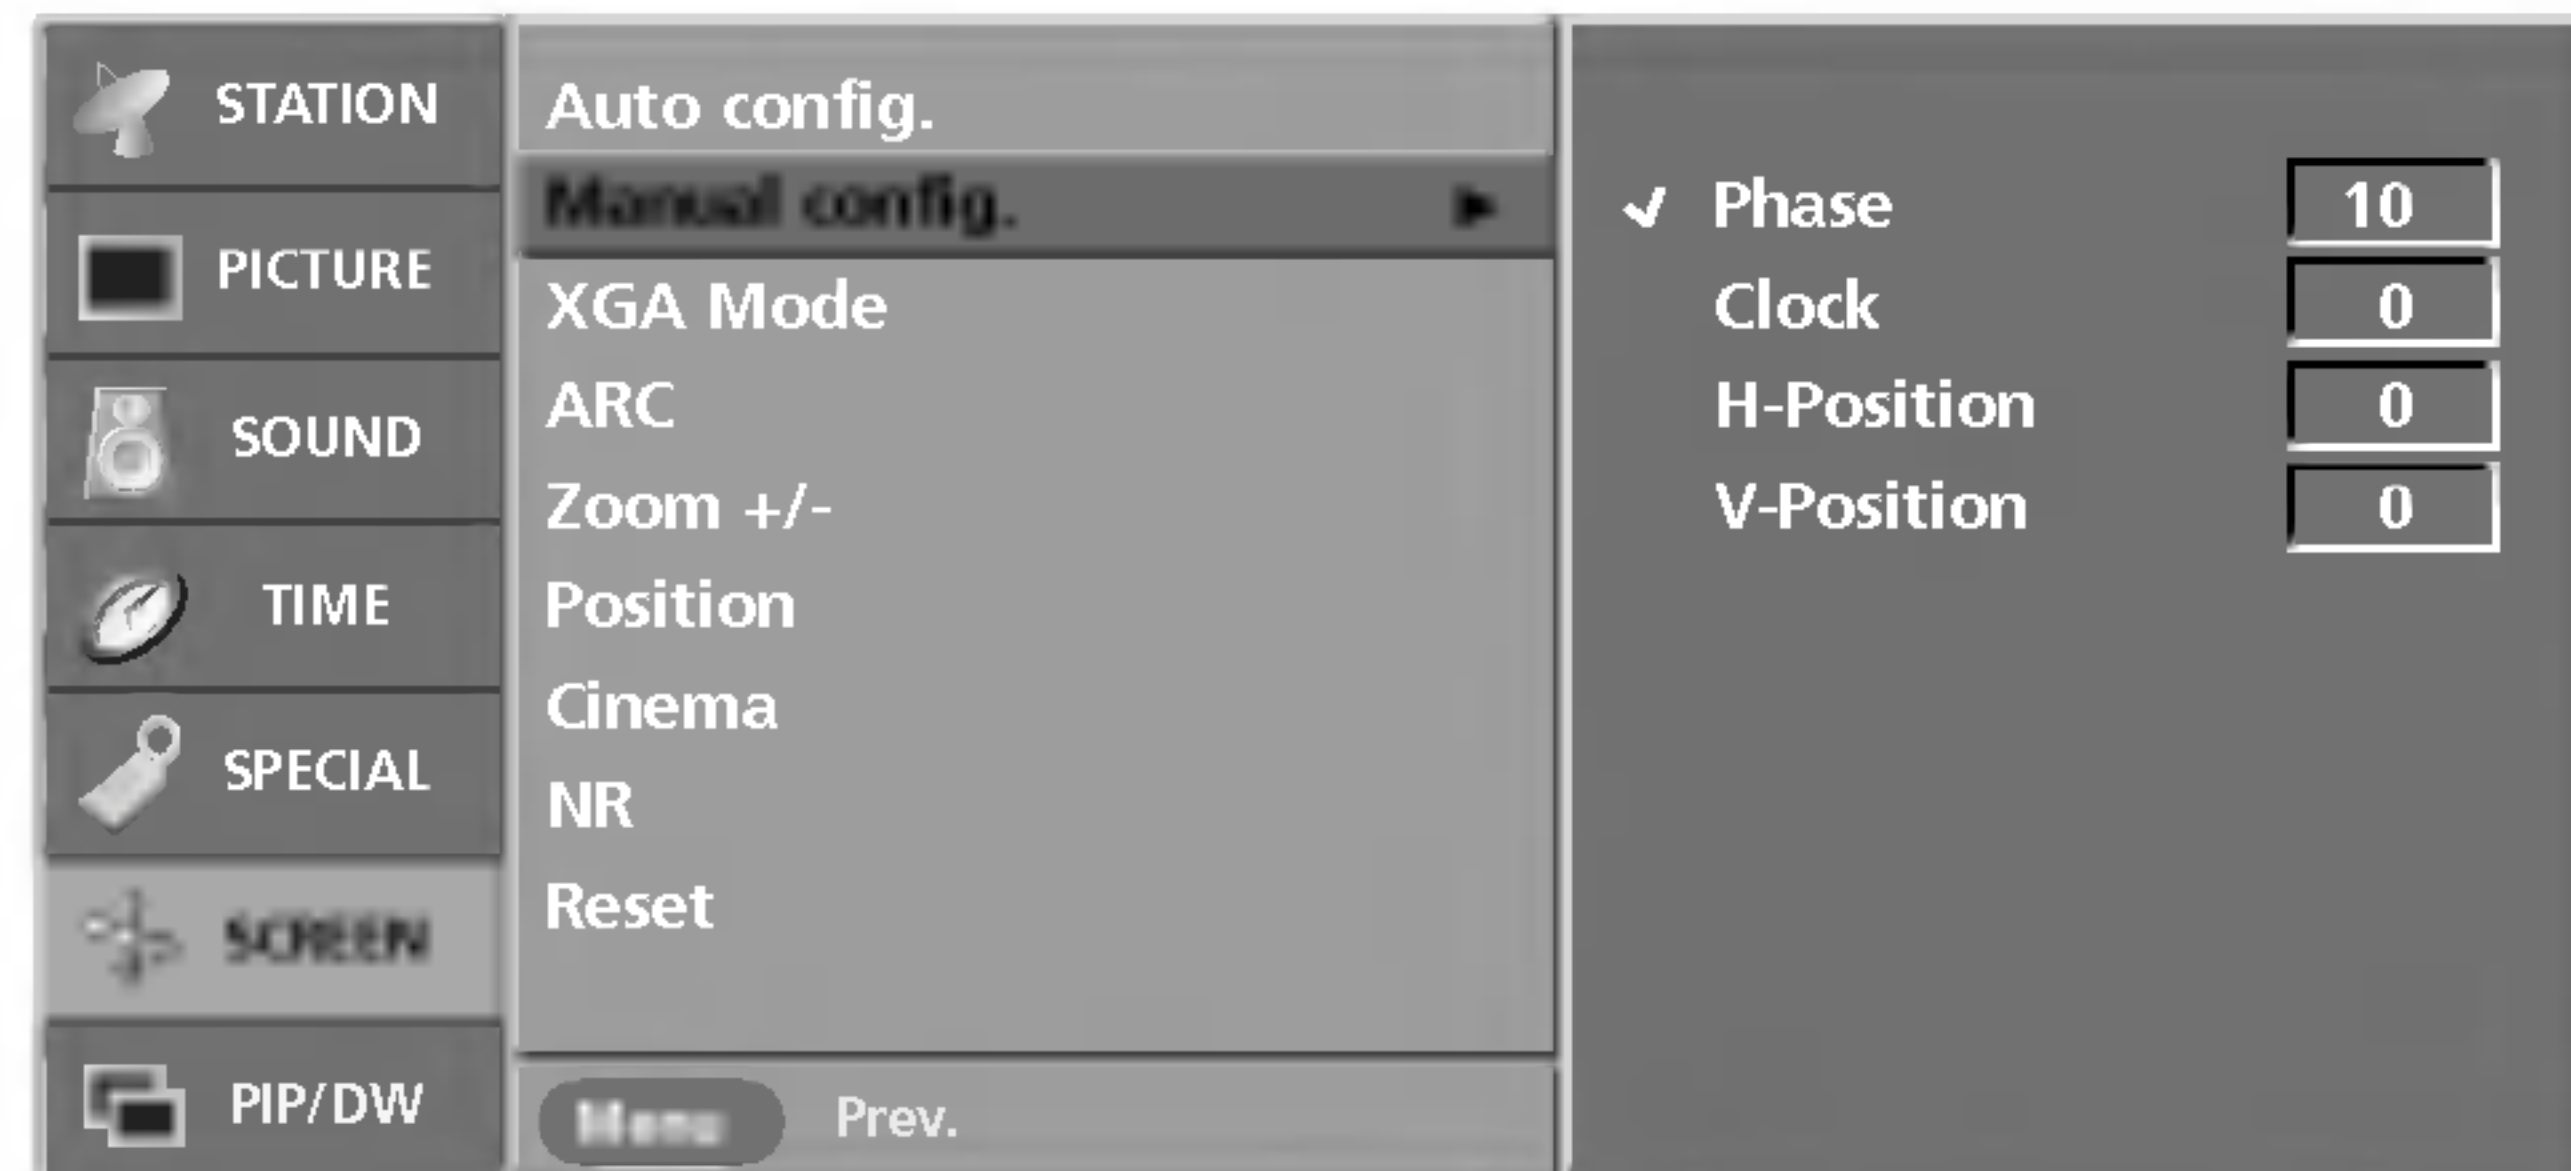 STATION
PICTURE
SOUND
TIME
SPECIAL
SCREEN
PIP/DW
Auto config.
Manual config.
XGA Mode
ARC
Zoom +/-
Position
Cinema
NR
Reset
Menu Prev.
Phase 10
Clock 0
H-Position 0
V-Position 0